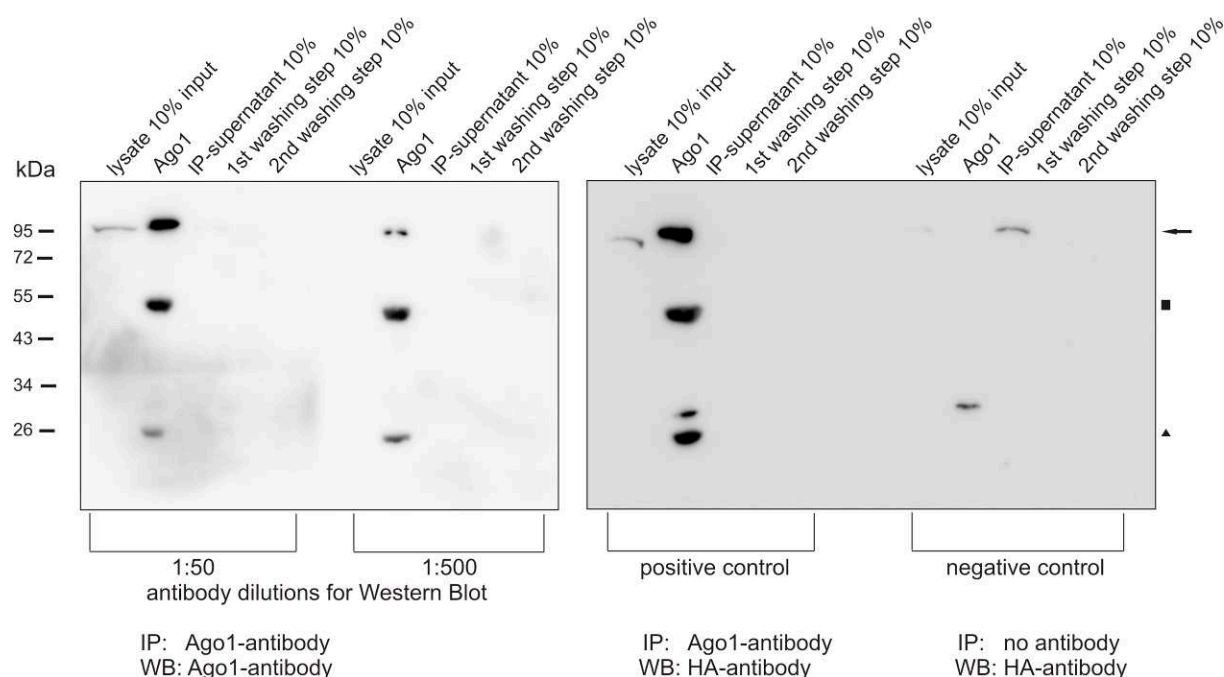 lysate 10% input
Ago1
IP-supernatant 10%
1st washing step 10%
2nd washing step 10%
lysate 10% input
Ago1
IP-supernatant 10%
1st washing step 10%
2nd washing step 10%
lysate 10% input
Ago1
IP-supernatant 10%
1st washing step 10%
2nd washing step 10%
lysate 10% input
Ago1
IP-supernatant 10%
1st washing step 10%
2nd washing step 10%
kDa
95
72
55
43
34
26
1:50
1:500
antibody dilutions for Western Blot
positive control
negative control
IP: Ago1-antibody
WB: Ago1-antibody
IP: Ago1-antibody
WB: HA-antibody
IP: no antibody
WB: HA-antibody